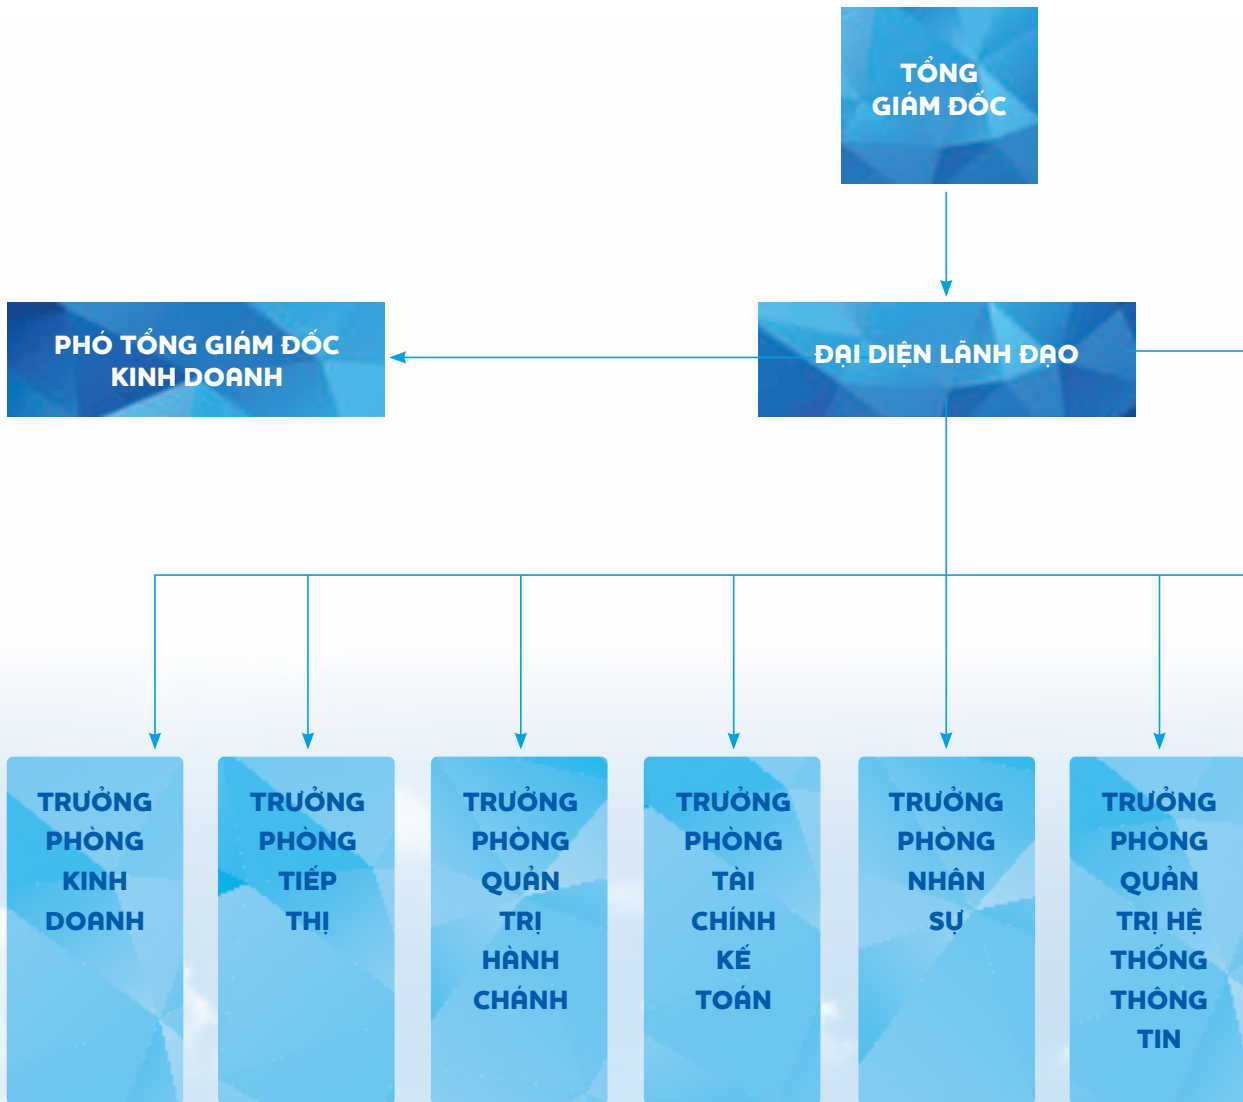 TỔNG
GIÁM ĐỐC
PHÓ TỔNG GIÁM ĐỐC
KINH DOANH
ĐẠI DIỆN LÃNH ĐẠO
TRƯỞNG
PHÒNG
KINH
DOANH
TRƯỞNG
PHÒNG
TIẾP
THỊ
TRƯỞNG
PHÒNG
QUẢN
TRỊ
HÀNH
CHÁNH
TRƯỞNG
PHÒNG
TÀI
CHÍNH
KẾ
TOÁN
TRƯỞNG
PHÒNG
NHÂN
SỰ
TRƯỞNG
PHÒNG
QUẢN
TRỊ HỆ
THỐNG
THÔNG
TIN